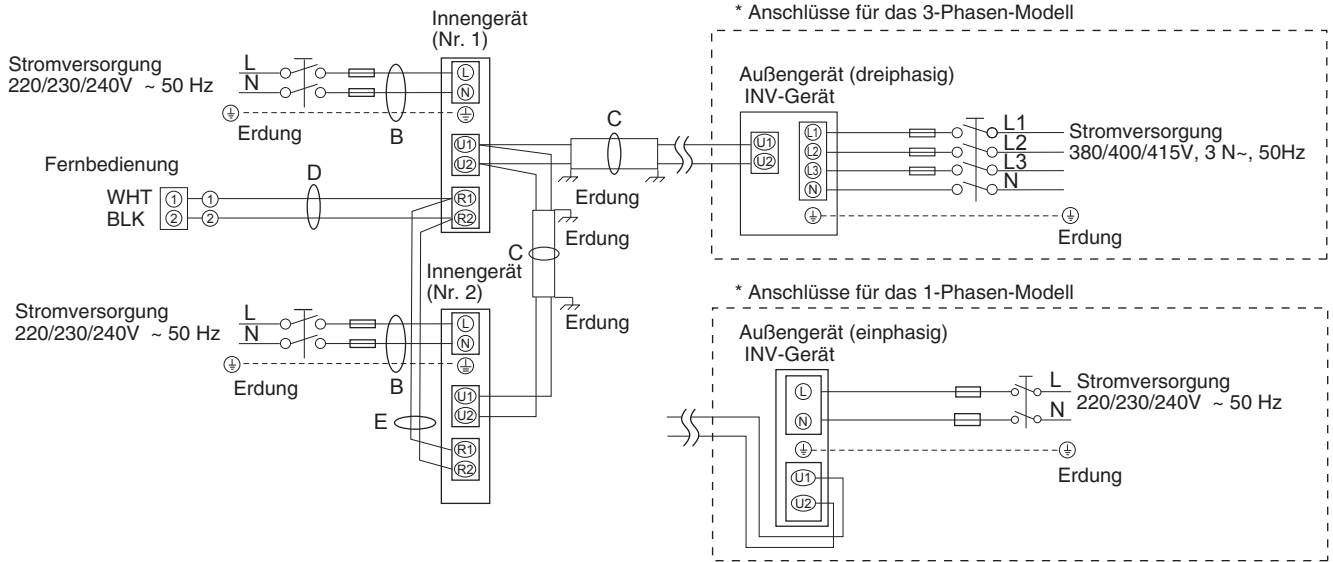 Innengerät
(Nr. 1)
Stromversorgung
220/230/240V ~ 50 Hz
L
N
L
N
Erdung
B
Fernbedienung
D
WHT 1 1
BLK 2 2
U1
U2
R1
R2
C
Erdung
Erdung
C
Erdung
Innengerät
(Nr. 2)
Stromversorgung
220/230/240V ~ 50 Hz
L
N
L
N
Erdung
B
E
U1
U2
R1
R2
* Anschlüsse für das 3-Phasen-Modell
Außengerät (dreiphasig)
INV-Gerät
U1
U2
L1
L2
L3
N
L1
L2
L3
N
Stromversorgung
380/400/415V, 3 N~, 50Hz
Erdung
* Anschlüsse für das 1-Phasen-Modell
Außengerät (einphasig)
INV-Gerät
L
N
U1
U2
L
N
Stromversorgung
220/230/240V ~ 50 Hz
Erdung